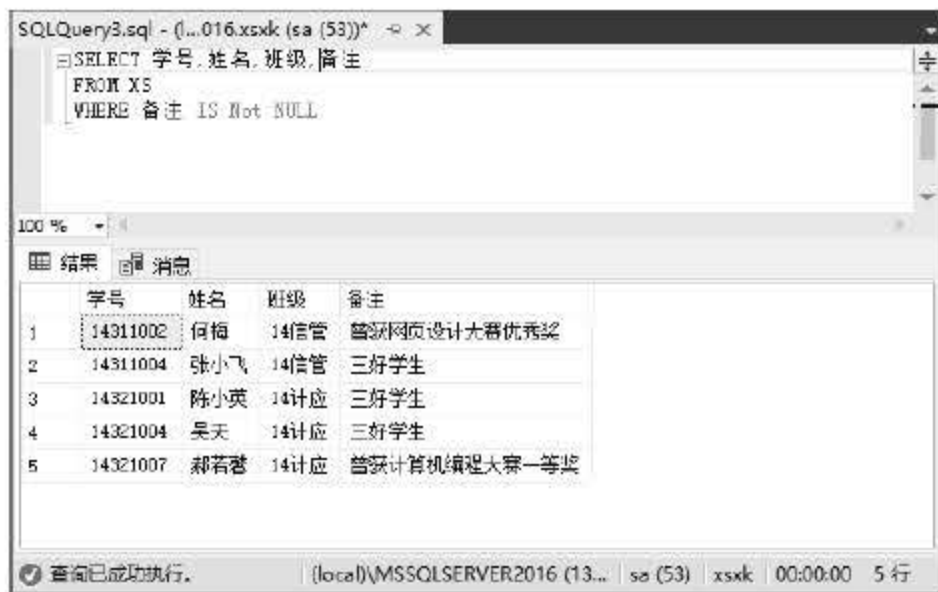 SQLQuery3.sql - (l...016.xsxk (sa (53))*
SELECT 学号,姓名,班级,备注
FROM XS
WHERE 备注 IS Not NULL
100 %
结果 消息
学号 姓名 班级 备注
1 14311002 何梅 14信管 曾获网页设计大赛优秀奖
2 14311004 张小飞 14信管 三好学生
3 14321001 陈小英 14计应 三好学生
4 14321004 吴天 14计应 三好学生
5 14321007 14计应 曾获计算机编程大赛一等奖
查询已成功执行。 (local)\MSSQLSERVER2016 (13... sa (53) xsxk 00:00:00 5 行